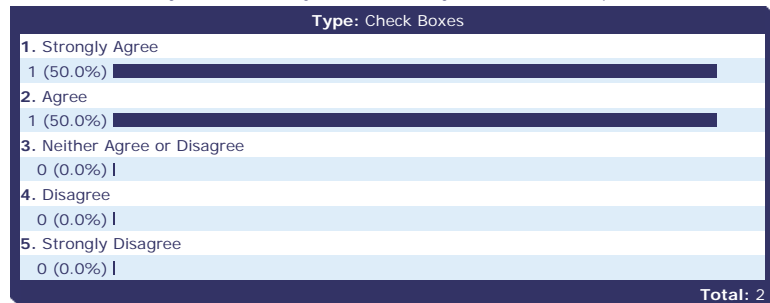 Type: Check Boxes
1. Strongly Agree
1 (50.0%)
2. Agree
1 (50.0%)
3. Neither Agree or Disagree
0 (0.0%)
4. Disagree
0 (0.0%)
5. Strongly Disagree
0 (0.0%)
Total: 2